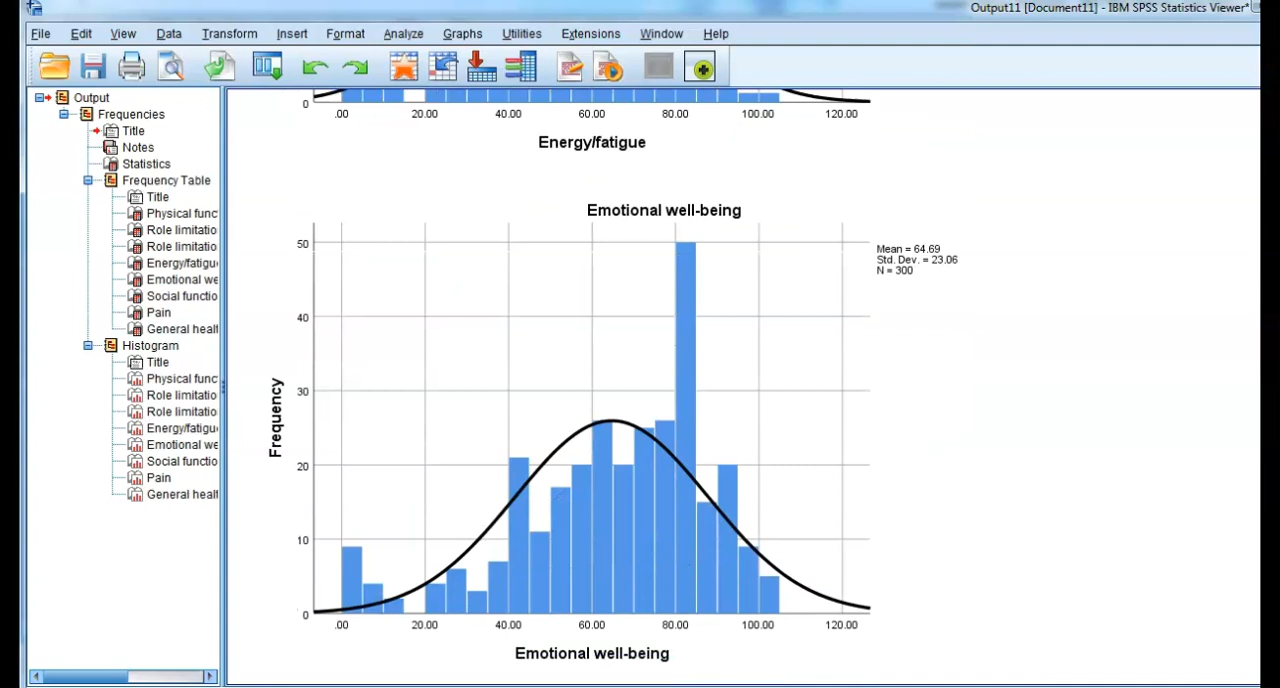 Output11 [Document11] - IBM SPSS Statistics Viewer*
File Edit View Data Transform Insert Format Analyze Graphs Utilities Extensions Window Help
Output
Frequencies
Title
Notes
Statistics
Frequency Table
Title
Physical func
Role limitatio
Role limitatio
Energy/fatigu
Emotional we
Social functio
Pain
General healt
Histogram
Title
Physical func
Role limitatio
Role limitatio
Energy/fatigu
Emotional we
Social functio
Pain
General healt
0
.00 20.00 40.00 60.00 80.00 100.00 120.00
Energy/fatigue
Emotional well-being
50
40
30
20
10
0
Frequency
Mean = 64.69
Std. Dev. = 23.06
N = 300
.00 20.00 40.00 60.00 80.00 100.00 120.00
Emotional well-being